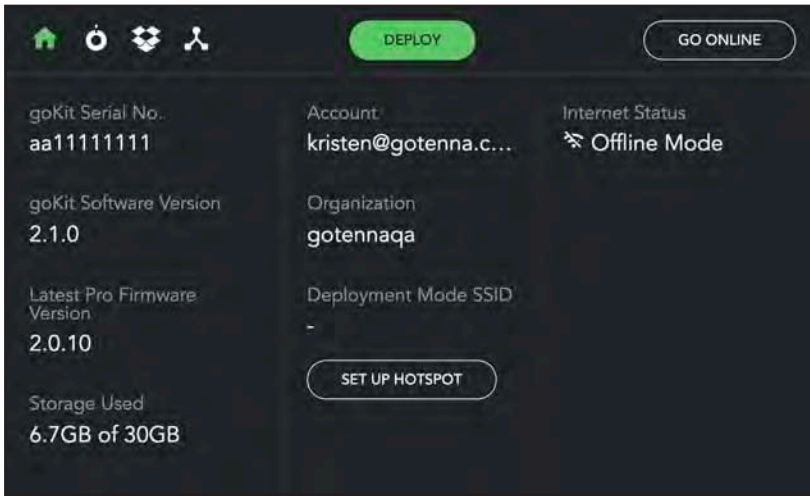 DEPLOY
GO ONLINE
goKit Serial No.
aa11111111
goKit Software Version
2.1.0
Latest Pro Firmware
Version
2.0.10
Storage Used
6.7GB of 30GB
Account
kristen@gotenna.c...
Organization
gotennaqa
Deployment Mode SSID
-
SET UP HOTSPOT
Internet Status
Offline Mode